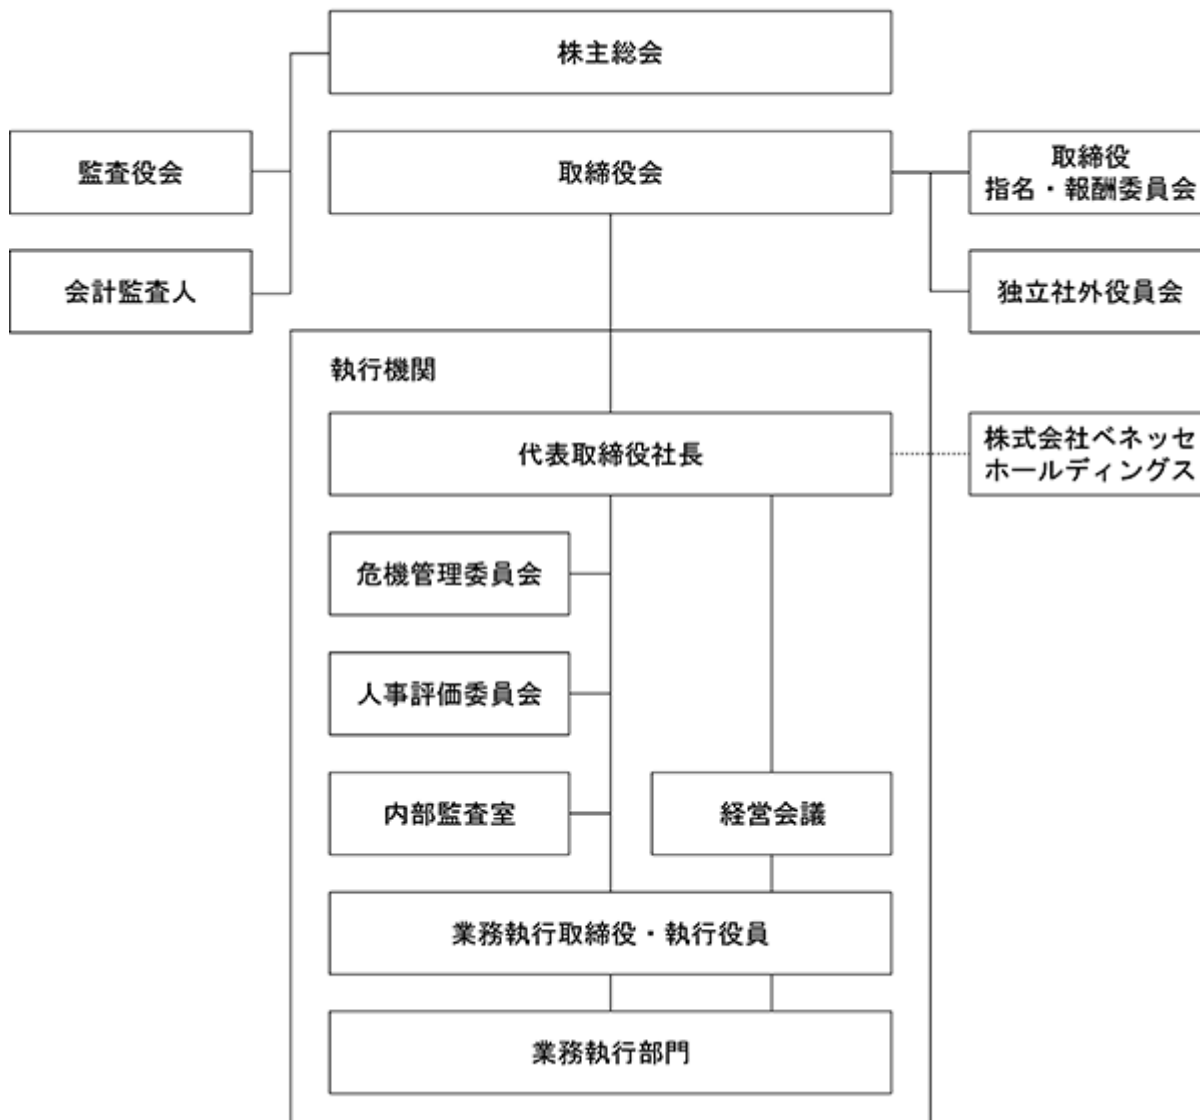 株主総会
監査役会
取締役会
取締役
指名・報酬委員会
会計監査人
独立社外役員会
執行機関
代表取締役社長
株式会社ベネッセ
ホールディングス
危機管理委員会
人事評価委員会
内部監査室
経営会議
業務執行取締役・執行役員
業務執行部門